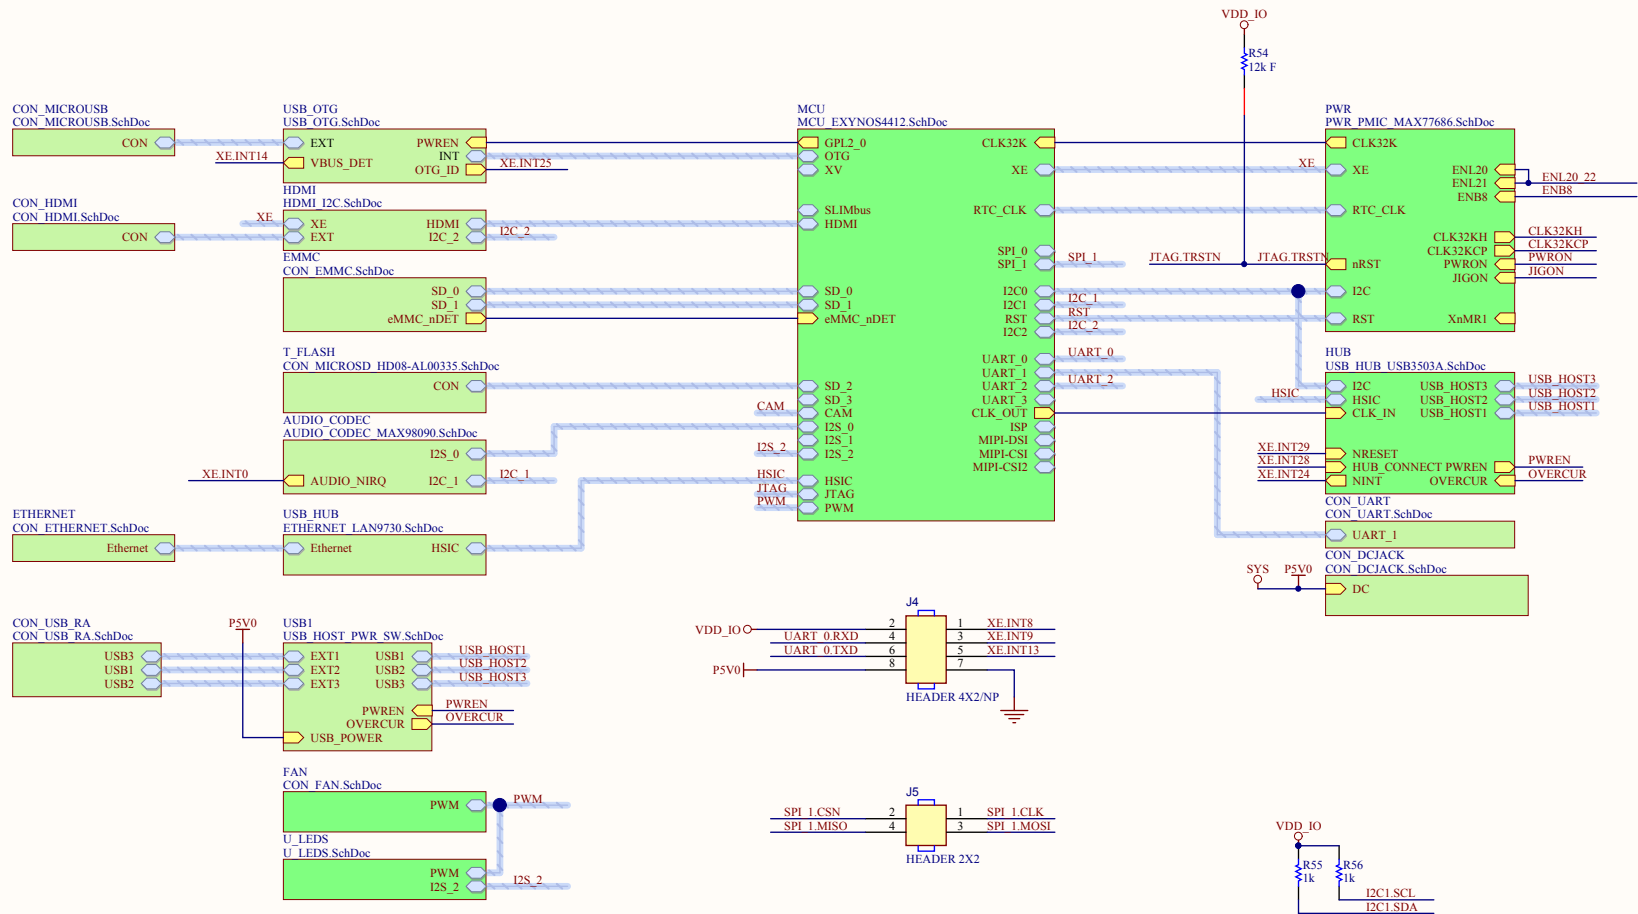 VDD_IO
R54
12k F
CON_MICROUSB
CON_MICROUSB.SchDoc
CON
USB_OTG
USB_OTG.SchDoc
EXT
PWREN
INT
VBUS_DET
OTG_ID
XE.INT14
XE.INT25
HDMI
HDMI_I2C.SchDoc
XE
XE
HDMI
EXT
I2C_2
I2C_2
CON_HDMI
CON_HDMI.SchDoc
CON
EMMC
CON_EMMC.SchDoc
SD_0
SD_1
eMMC_nDET
T_FLASH
CON_MICROSD_HD08-AL00335.SchDoc
CON
AUDIO_CODEC
AUDIO_CODEC_MAX98090.SchDoc
I2S_0
XE.INT0
AUDIO_NIRQ
I2C_1
I2C_1
ETHERNET
CON_ETHERNET.SchDoc
Ethernet
USB_HUB
ETHERNET_LAN9730.SchDoc
Ethernet
HSIC
MCU
MCU_EXYNOS4412.SchDoc
GPL2_0
OTG
XV
SLIMbus
HDMI
SD_0
SD_1
eMMC_nDET
SD_2
SD_3
CAM
CAM
I2S_0
I2S_1
I2S_2
I2S_2
HSIC
HSIC
JTAG
JTAG
PWM
PWM
CLK32K
XE
RTC_CLK
SPI_0
SPI_1
SPI_1
I2C0
I2C1
I2C_1
RST
RST
I2C2
I2C_2
UART_0
UART_0
UART_1
UART_2
UART_2
UART_3
CLK_OUT
ISP
MIPI-DSI
MIPI-CSI
MIPI-CSI2
XE
JTAG.TRSTN
JTAG.TRSTN
PWR
PWR_PMIC_MAX77686.SchDoc
CLK32K
XE
RTC_CLK
nRST
I2C
RST
ENL20
ENL21
ENB8
CLK32KH
CLK32KCP
PWRON
JIGON
XnMR1
ENL20_22
ENB8
CLK32KH
CLK32KCP
PWRON
JIGON
HUB
USB_HUB_USB3503A.SchDoc
I2C
HSIC
HSIC
CLK_IN
USB_HOST3
USB_HOST2
USB_HOST1
USB_HOST3
USB_HOST2
USB_HOST1
XE.INT29
XE.INT28
XE.INT24
NRESET
HUB_CONNECT PWREN
NINT
OVERCUR
PWREN
OVERCUR
CON_UART
CON_UART.SchDoc
UART_1
CON_DCJACK
CON_DCJACK.SchDoc
SYS
P5V0
DC
CON_USB_RA
CON_USB_RA.SchDoc
USB3
USB1
USB2
P5V0
USB1
USB_HOST_PWR_SW.SchDoc
EXT1
EXT2
EXT3
USB1
USB2
USB3
USB_HOST1
USB_HOST2
USB_HOST3
PWREN
OVERCUR
USB_POWER
PWREN
OVERCUR
J4
VDD_IO
2
1
XE.INT8
UART_0.RXD
4
3
XE.INT9
UART_0.TXD
6
5
XE.INT13
P5V0
8
7
HEADER 4X2/NP
FAN
CON_FAN.SchDoc
PWM
PWM
U_LEDS
U_LEDS.SchDoc
PWM
I2S_2
I2S_2
J5
SPI_1.CSN
2
1
SPI_1.CLK
SPI_1.MISO
4
3
SPI_1.MOSI
HEADER 2X2
VDD_IO
R55
1k
R56
1k
I2C1.SCL
I2C1.SDA